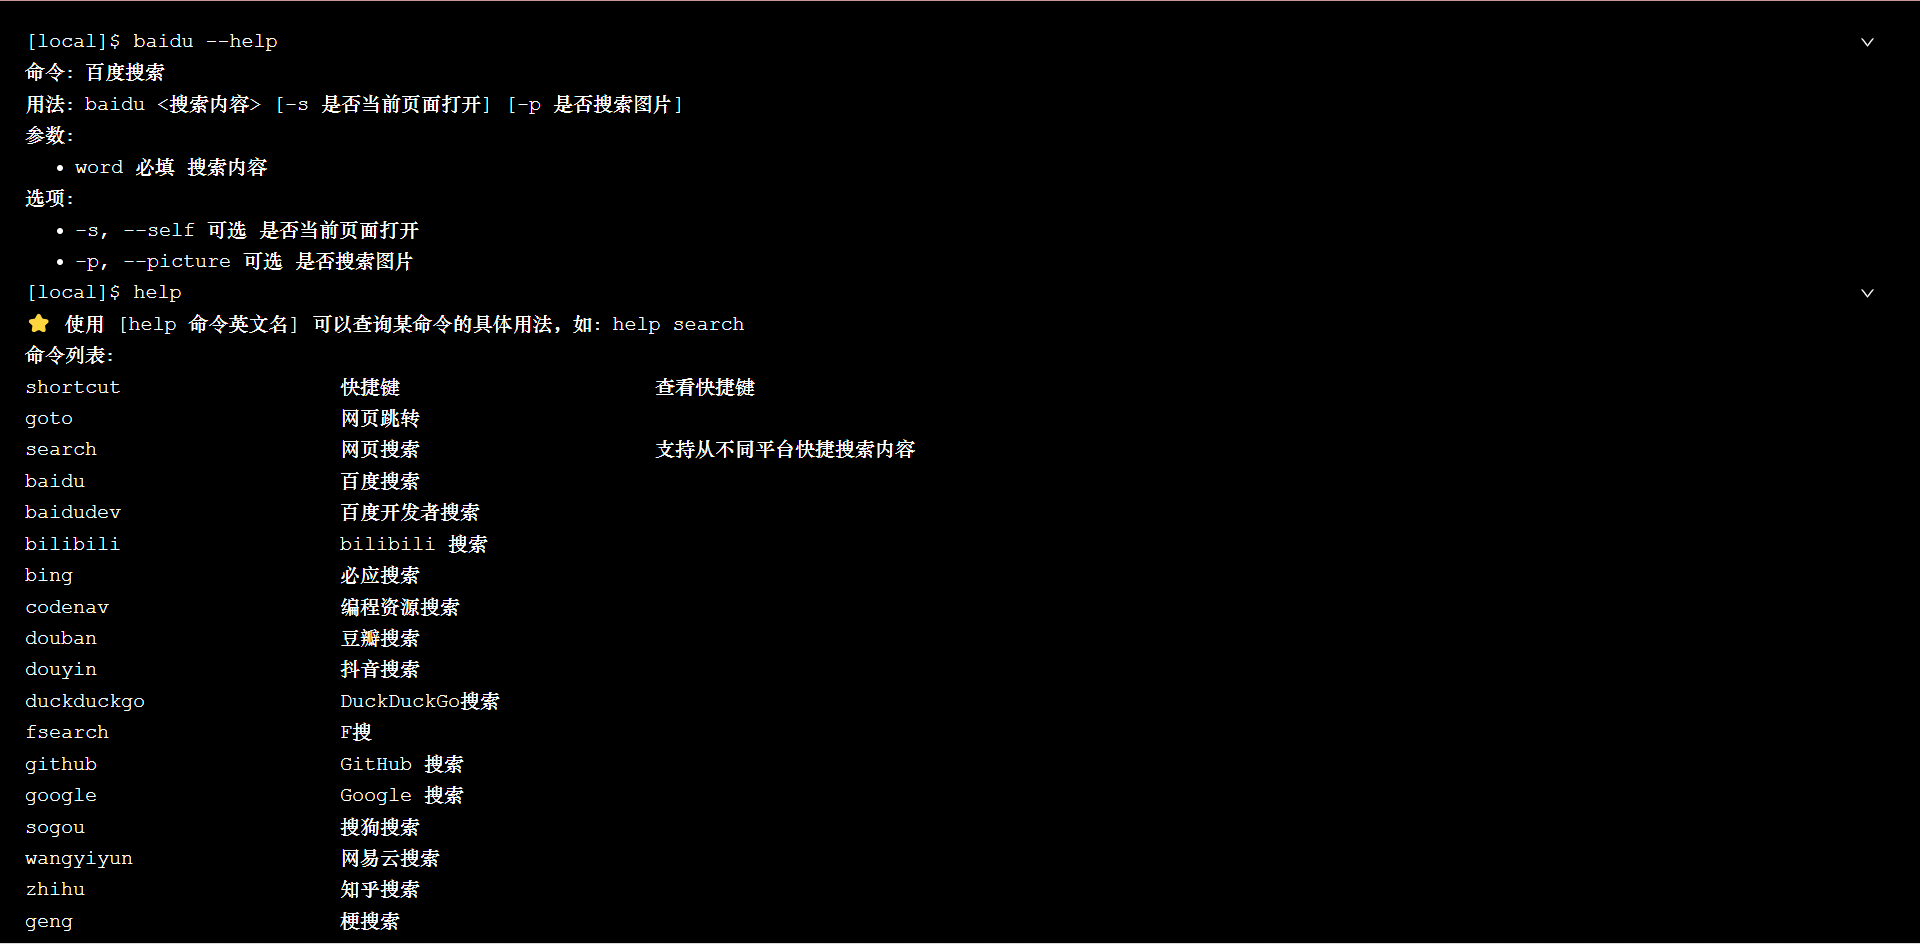 [local]$ baidu --help
命令：百度搜索
用法：baidu <搜索内容> [-s 是否当前页面打开] [-p 是否搜索图片]
参数：
• word 必填 搜索内容
选项：
• -s, --self 可选 是否当前页面打开
• -p, --picture 可选 是否搜索图片
[local]$ help
⭐ 使用 [help 命令英文名] 可以查询某命令的具体用法，如：help search
命令列表：
shortcut 快捷键 查看快捷键
goto 网页跳转
search 网页搜索 支持从不同平台快捷搜索内容
baidu 百度搜索
baidudev 百度开发者搜索
bilibili bilibili 搜索
bing 必应搜索
codenav 编程资源搜索
douban 豆瓣搜索
douyin 抖音搜索
duckduckgo DuckDuckGo搜索
fsearch F搜
github GitHub 搜索
google Google 搜索
sogou 搜狗搜索
wangyiyun 网易云搜索
zhihu 知乎搜索
geng 梗搜索